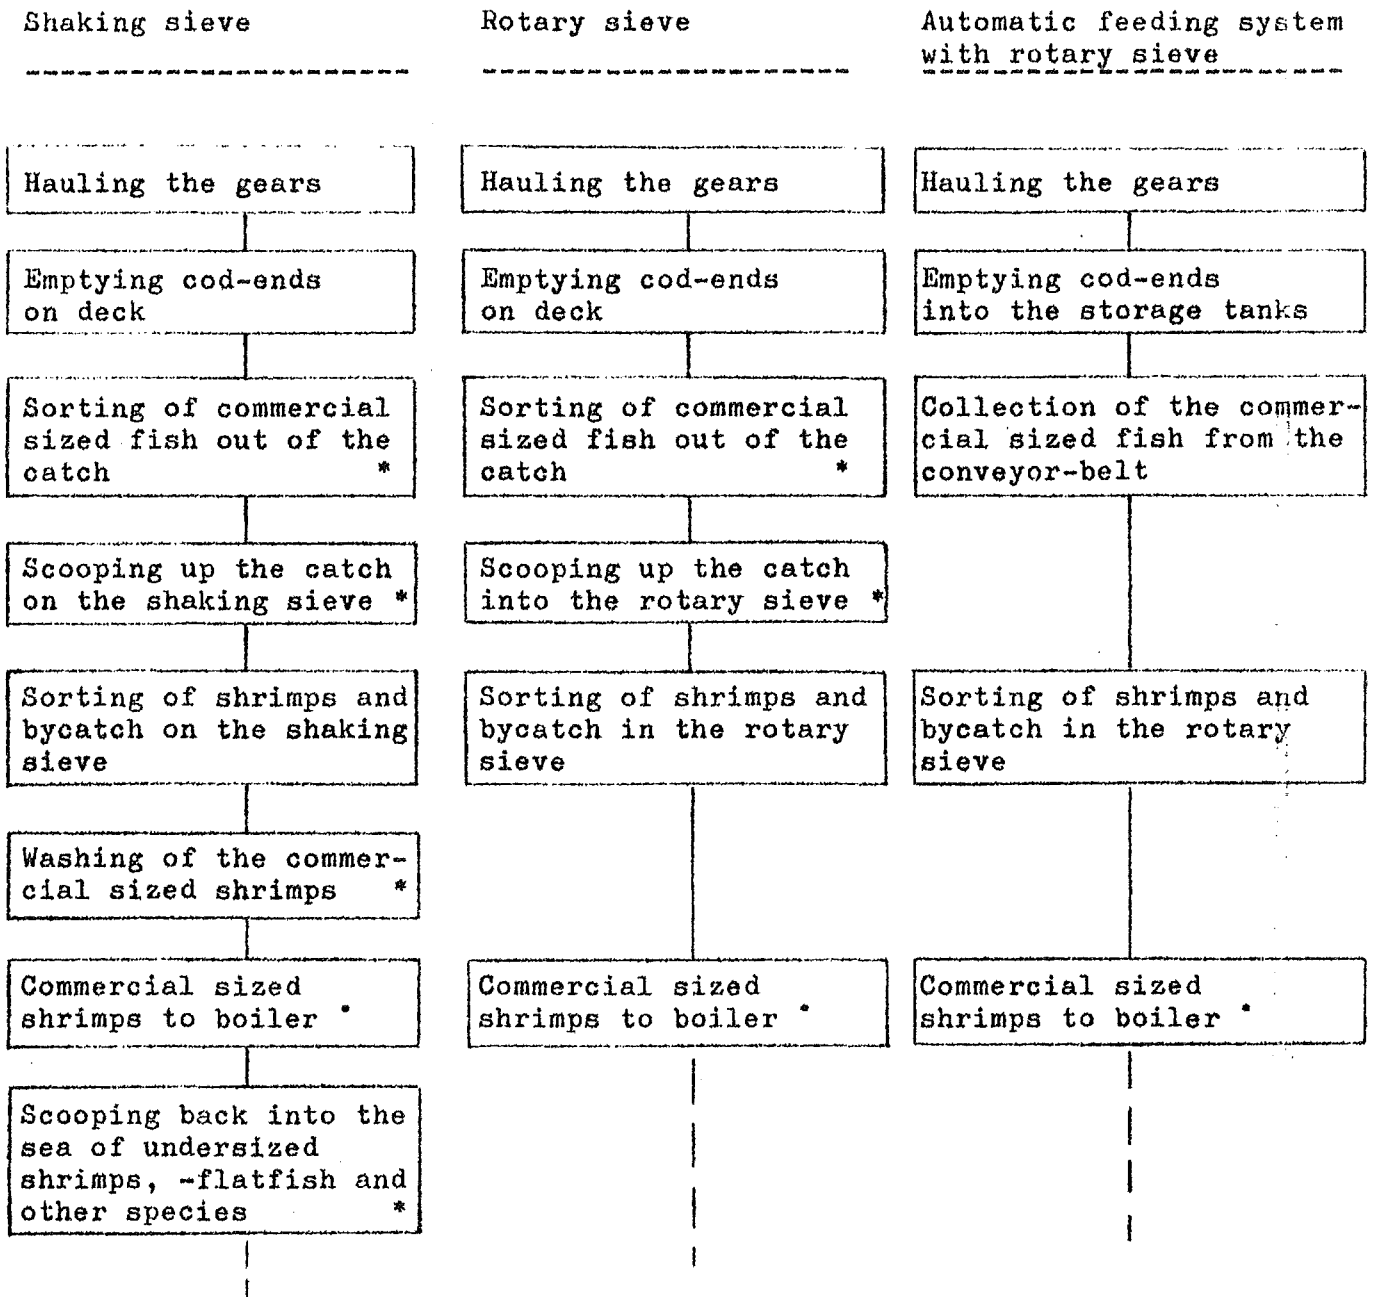 Shaking sieve
Hauling the gears
Emptying cod-ends
on deck
Sorting of commercial
sized fish out of the
catch *
Scooping up the catch
on the shaking sieve *
Sorting of shrimps and
bycatch on the shaking
sieve
Washing of the commer-
cial sized shrimps *
Commercial sized
shrimps to boiler *
Scooping back into the
sea of undersized
shrimps, -flatfish and
other species *
Rotary sieve
Hauling the gears
Emptying cod-ends
on deck
Sorting of commercial
sized fish out of the
catch *
Scooping up the catch
into the rotary sieve *
Sorting of shrimps and
bycatch in the rotary
sieve
Commercial sized
shrimps to boiler *
Automatic feeding system
with rotary sieve
Hauling the gears
Emptying cod-ends
into the storage tanks
Collection of the commer-
cial sized fish from the
conveyor-belt
Sorting of shrimps and
bycatch in the rotary
sieve
Commercial sized
shrimps to boiler *